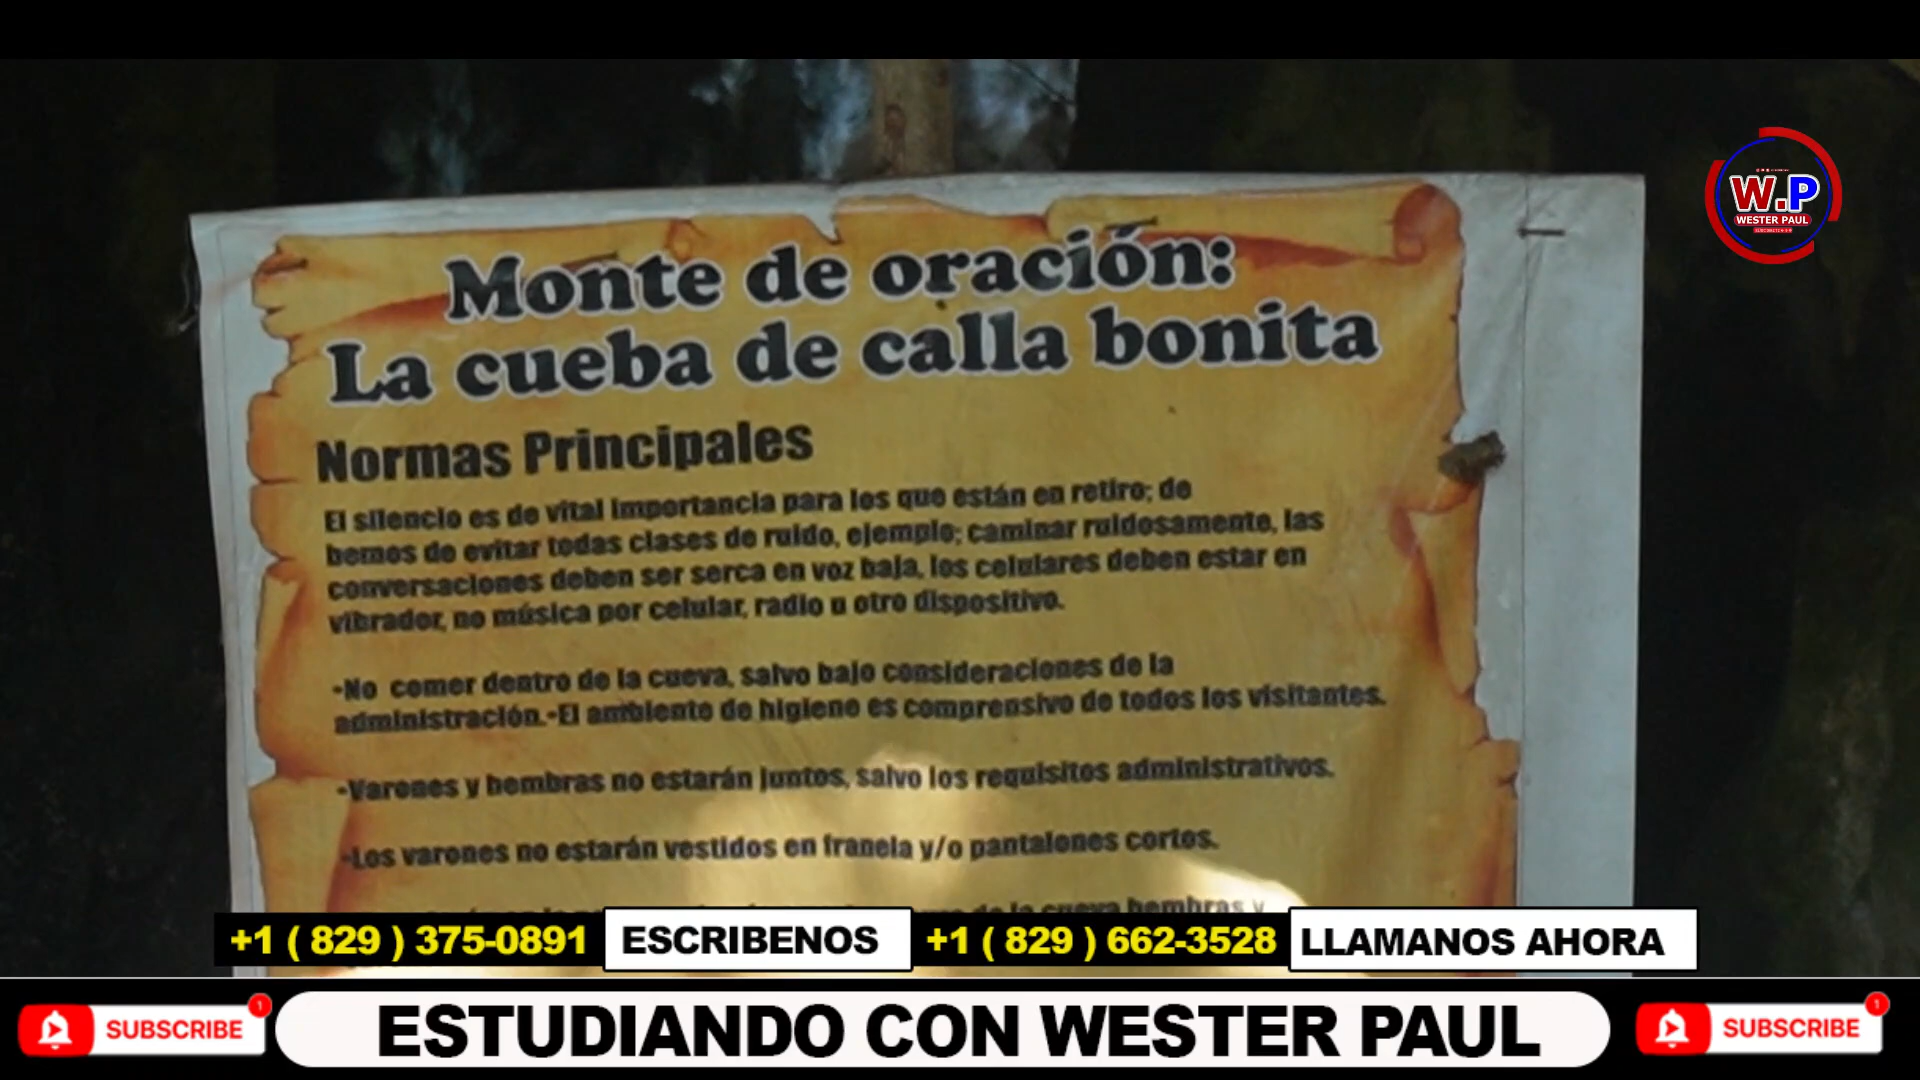 W.P
WESTER PAUL
Monte de oración:
La cueba de calla bonita
Normas Principales
El silencio es de vital importancia para los que están en retiro; de
bemos de evitar todas clases de ruido, ejemplo; caminar ruidosamente, las
conversaciones deben ser serca en voz baja, los celulares deben estar en
vibrador, no música por celular, radio u otro dispositivo.
-No comer dentro de la cueva, salvo bajo consideraciones de la
administración.-El ambiente de higiene es comprensivo de todos los visitantes.
-Varones y hembras no estarán juntos, salvo los requisitos administrativos.
-Los varones no estarán vestidos en franela y/o pantalones cortos.
de la cueva hembras y
+1 ( 829 ) 375-0891 ESCRIBENOS +1 ( 829 ) 662-3528 LLAMANOS AHORA
SUBSCRIBE ESTUDIANDO CON WESTER PAUL SUBSCRIBE